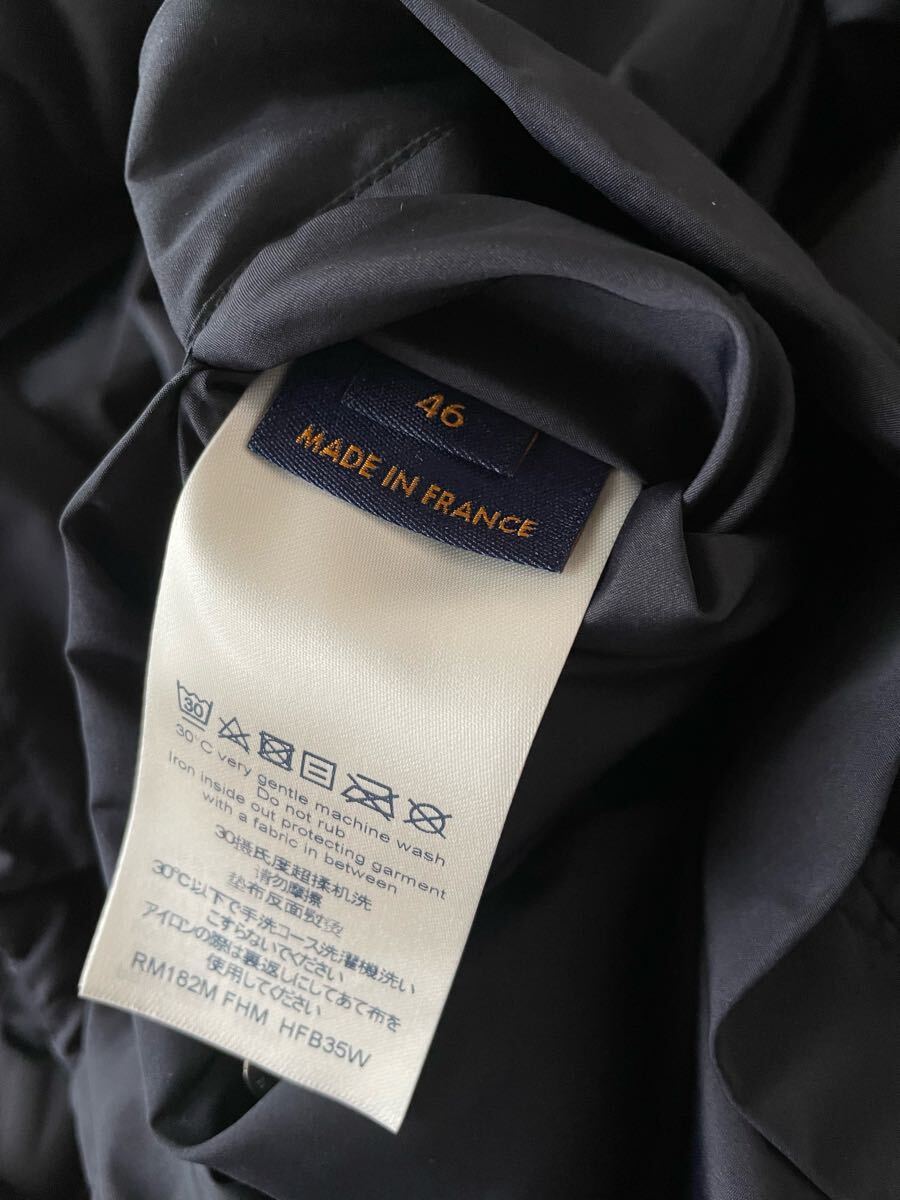 46
MADE IN FRANCE
30
30°C very gentle machine wash
Do not rub
Iron inside out protecting garment
with a fabric in between
30摄氏度超揉机洗
请勿摩擦
垫布反面熨烫
30℃以下で手洗コース洗濯機洗い
こすらないでください
アイロンの際は裏返しにしてあて布を
使用してください
RM182M FHM HFB35W